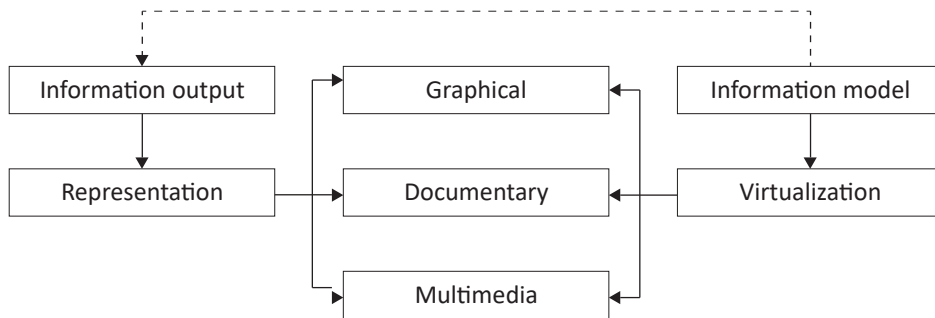 Information output
Graphical
Information model
Representation
Documentary
Virtualization
Multimedia